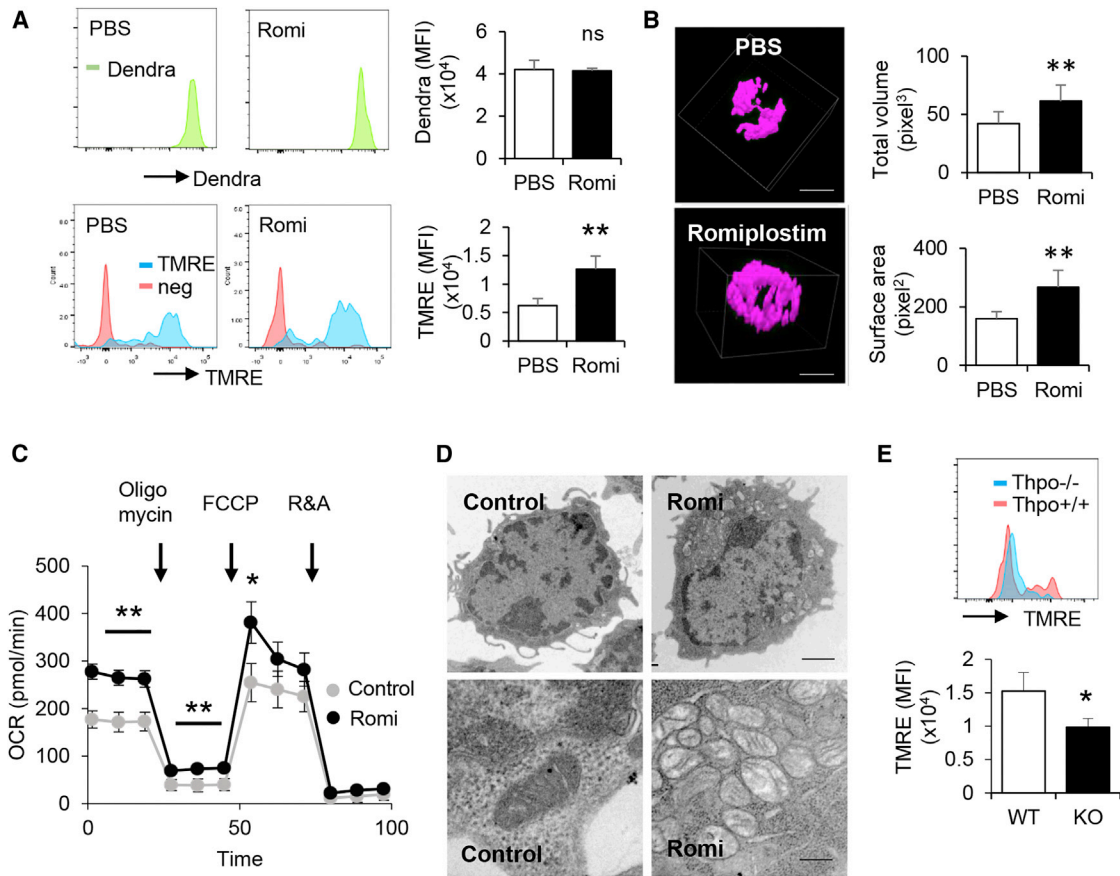 A
PBS
Dendra
Romi
Dendra
Dendra (MFI)
(x10⁴)
6
4
2
0
ns
PBS Romi
PBS
TMRE
neg
Count
Romi
Count
TMRE
TMRE (MFI)
(x10⁴)
2
1.5
1
0.5
0
**
PBS Romi
B
PBS
Romiplostim
Total volume
(pixel³)
100
50
0
**
PBS Romi
Surface area
(pixel²)
400
200
0
**
PBS Romi
C
Oligo
mycin
FCCP
R&A
OCR (pmol/min)
500
400
300
200
100
0
**
**
*
Control
Romi
0 50 100
Time
D
Control
Romi
Control
Romi
E
Thpo-/-
Thpo+/+
TMRE
TMRE (MFI)
(x10⁴)
2
1.5
1
0.5
0
*
WT KO